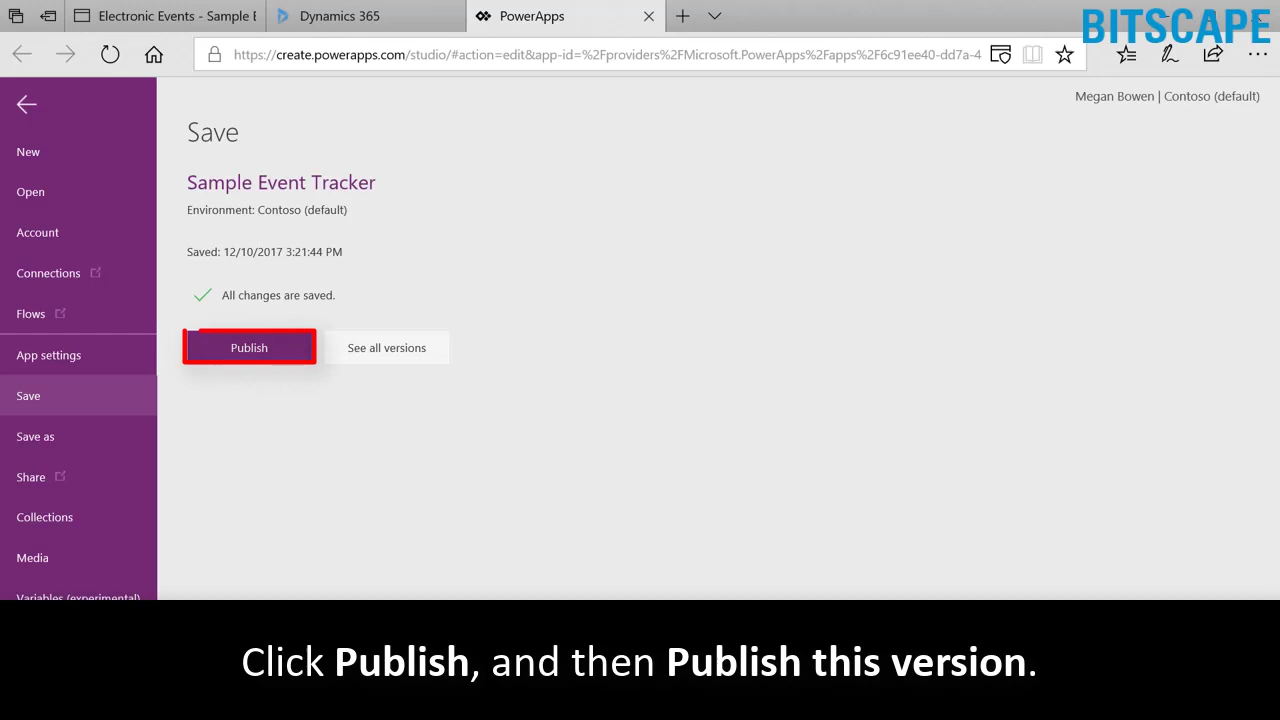 Electronic Events - Sample E
Dynamics 365
PowerApps
BITSCAPE
https://create.powerapps.com/studio/#action=edit&app-id=%2Fproviders%2FMicrosoft.PowerApps%2Fapps%2F6c91ee40-dd7a-4
Megan Bowen | Contoso (default)
New
Open
Account
Connections
Flows
App settings
Save
Save as
Share
Collections
Media
Variables (experimental)
Save
Sample Event Tracker
Environment: Contoso (default)
Saved: 12/10/2017 3:21:44 PM
All changes are saved.
Publish
See all versions
Click Publish, and then Publish this version.